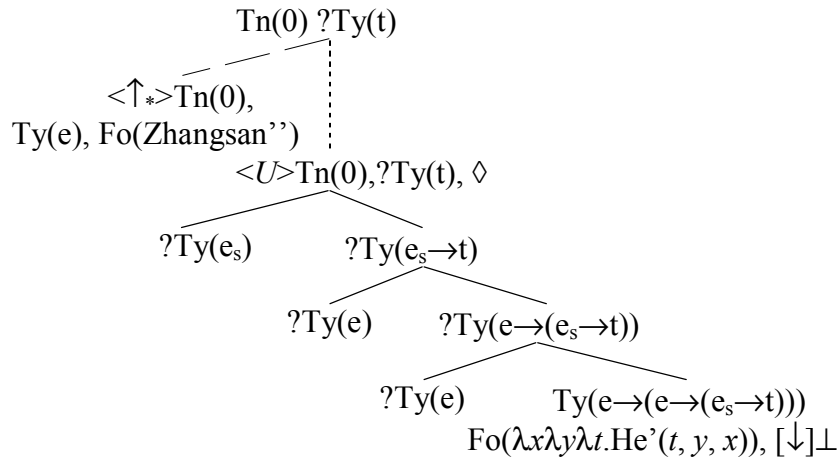 Tn(0) ?Ty(t)
<↑*>Tn(0),
Ty(e), Fo(Zhangsan’’)
<U>Tn(0),?Ty(t), ◊
?Ty(eₛ) ?Ty(eₛ→t)
?Ty(e) ?Ty(e→(eₛ→t))
?Ty(e) Ty(e→(e→(eₛ→t)))
Fo(λxλyλt.He’(t, y, x)), [↓]⊥